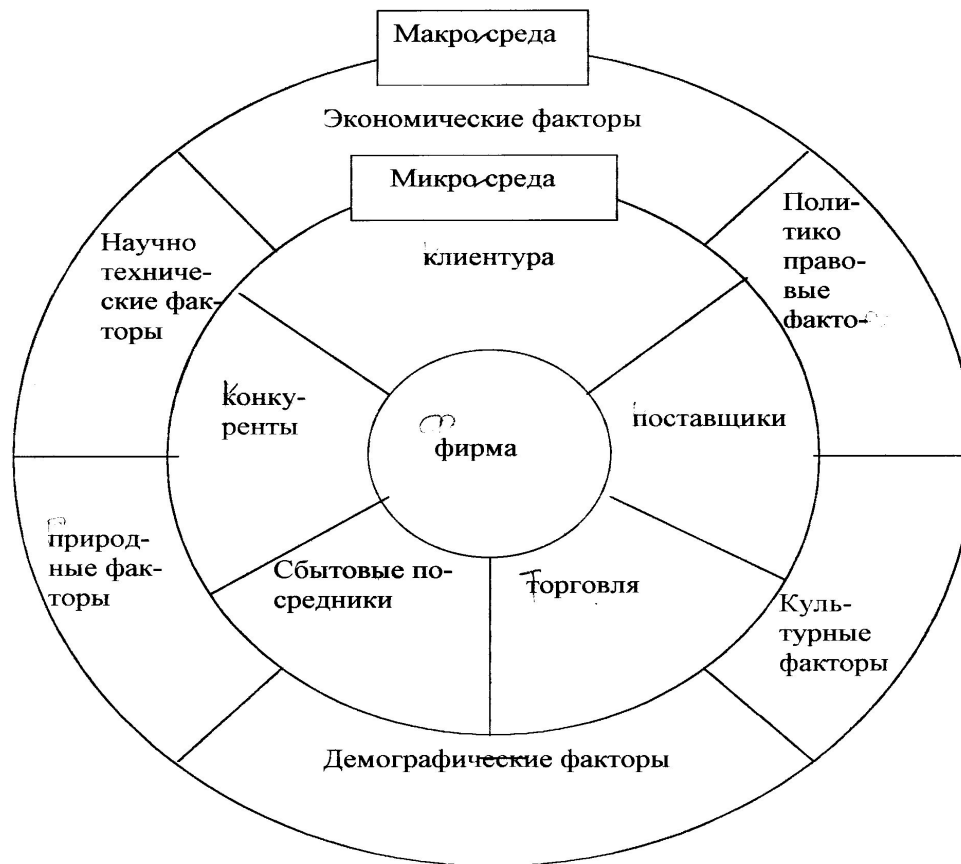 Макро-среда
Экономические факторы
Микро-среда
Научно
техниче-
ские фак-
торы
Поли-
тико
право-
вые
факто-
клиентура
конку-
ренты
фирма
поставщики
природ-
ные фак-
торы
Сбытовые по-
средники
торговля
Куль-
турные
факторы
Демографические факторы